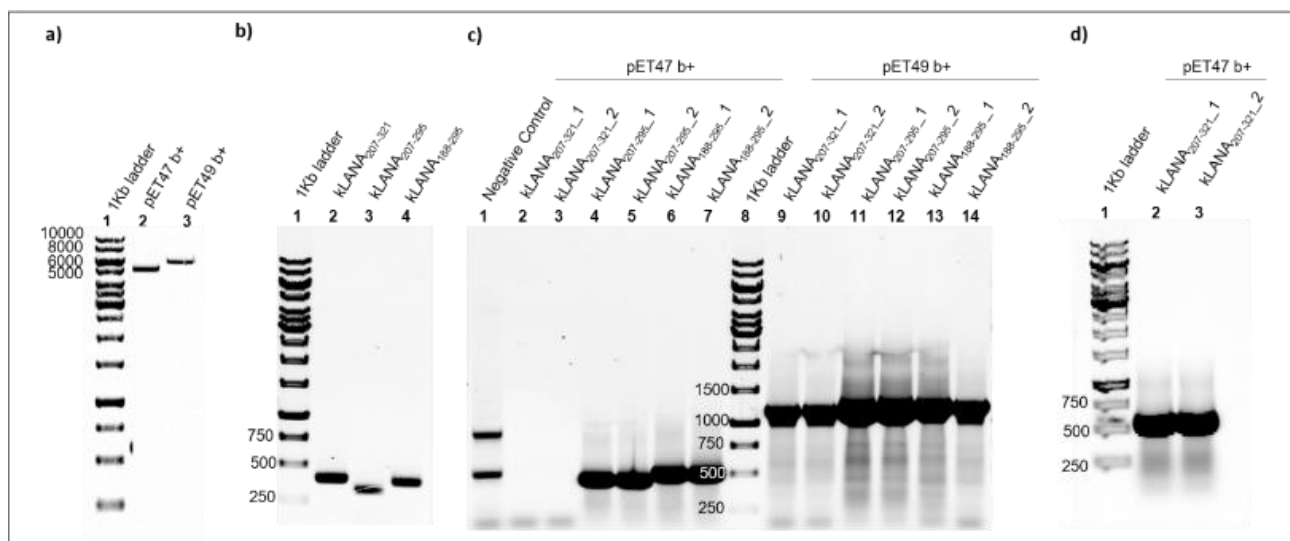 a)
1Kb ladder
pET47 b+
pET49 b+
1 2 3
10000
8000
6000
5000
b)
1Kb ladder
kLANA207-321
kLANA207-295
kLANA188-295
1 2 3 4
750
500
250
c)
pET47 b+
pET49 b+
Negative Control
kLANA207-321_1
kLANA207-321_2
kLANA207-295_1
kLANA207-295_2
kLANA188-295_1
kLANA188-295_2
1Kb ladder
kLANA207-321_1
kLANA207-321_2
kLANA207-295_1
kLANA207-295_2
kLANA188-295_1
kLANA188-295_2
1 2 3 4 5 6 7 8 9 10 11 12 13 14
1500
1000
750
500
250
d)
pET47 b+
1Kb ladder
kLANA207-321_1
kLANA207-321_2
1 2 3
750
500
250